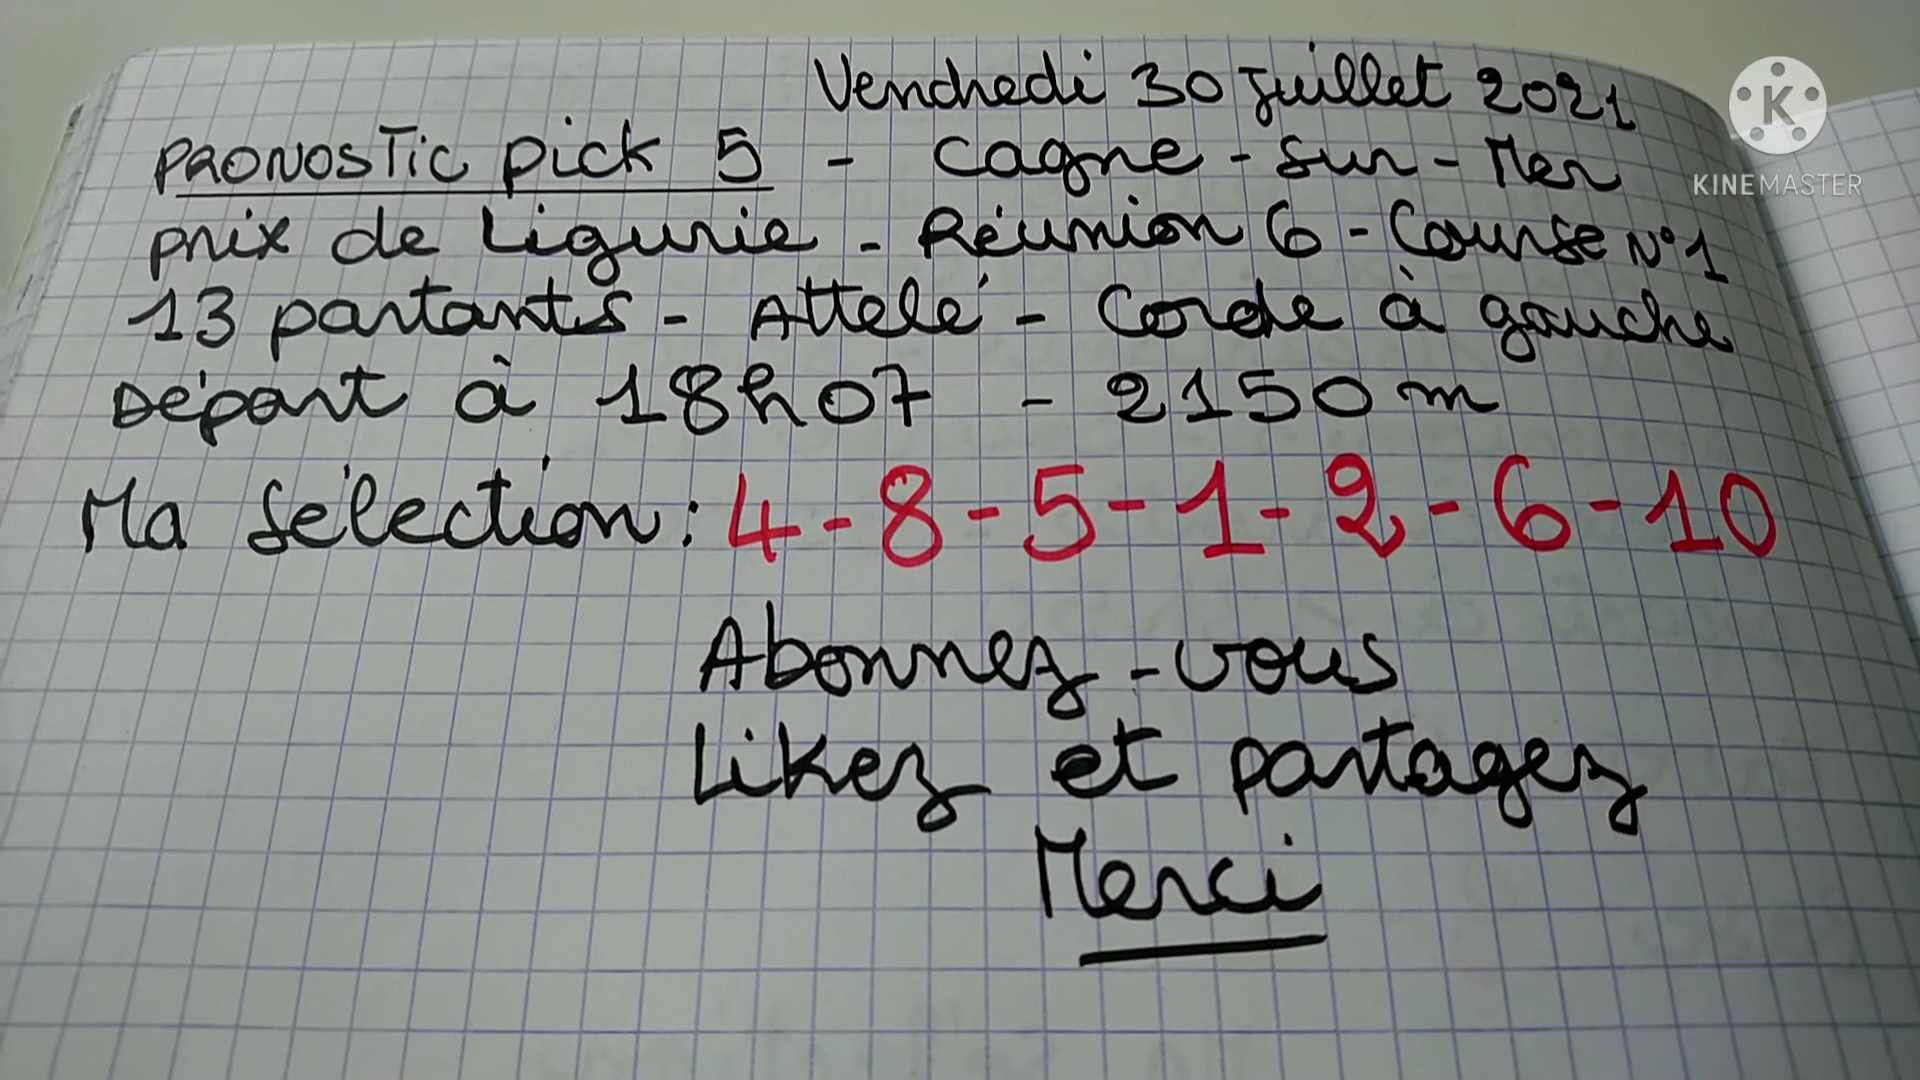 Vendredi 30 Juillet 2021
PRONOSTIC PICK 5 - Cagne-sur-Mer
prix de Ligurie - Réunion 6 - Course N°1
13 partants - Attelé - Corde à gauche
Départ à 18h07 - 2150m
Ma sélection : 4-8-5-1-2-6-10
Abonnez-vous
Likez et partagez
Merci
K
KINEMASTER